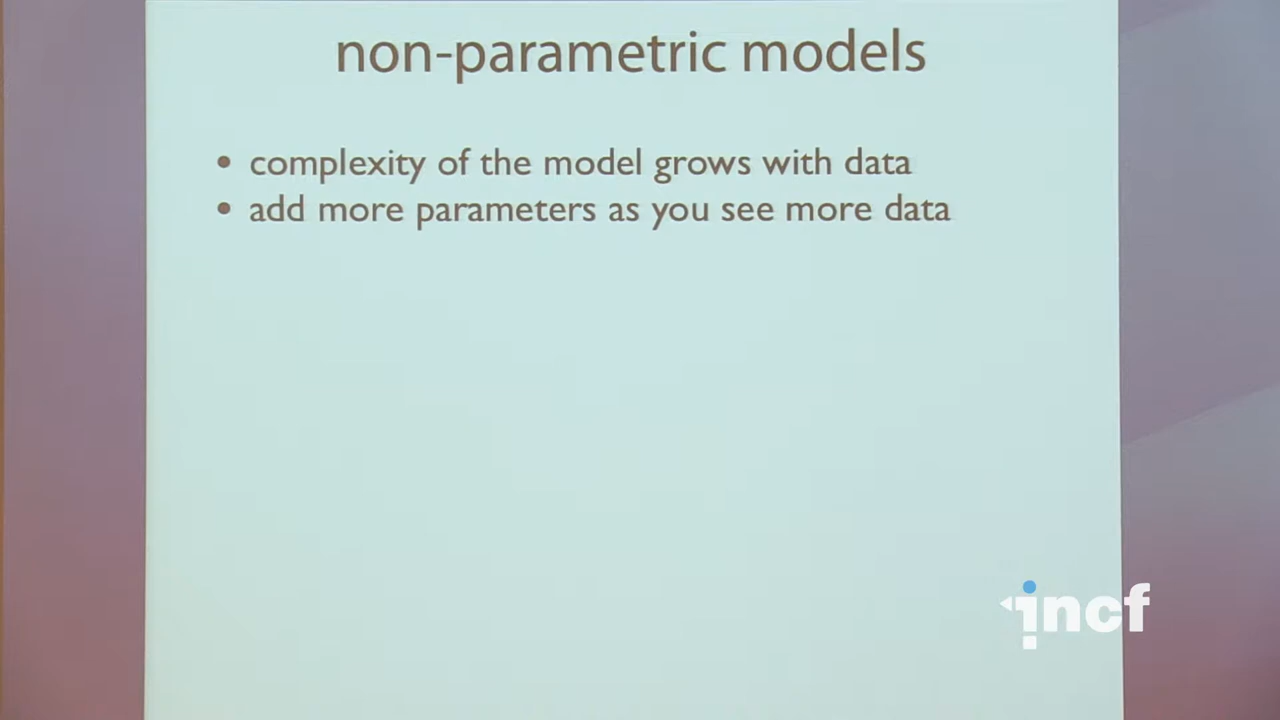 non-parametric models
• complexity of the model grows with data
• add more parameters as you see more data
incf